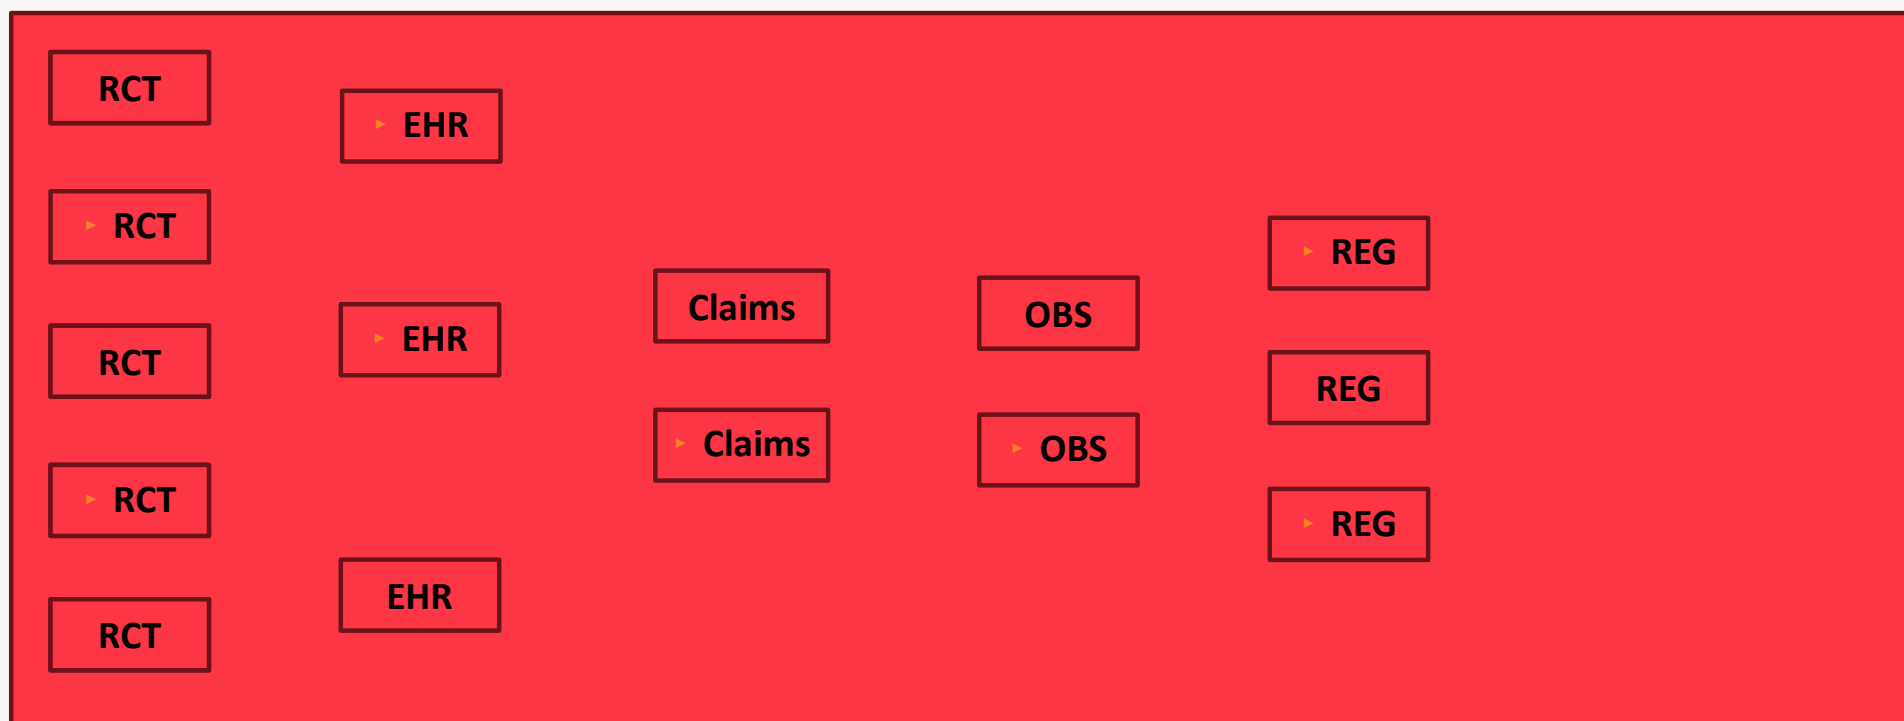 RCT
‣ RCT
RCT
‣ RCT
RCT
‣ EHR
‣ EHR
EHR
Claims
‣ Claims
OBS
‣ OBS
‣ REG
REG
‣ REG